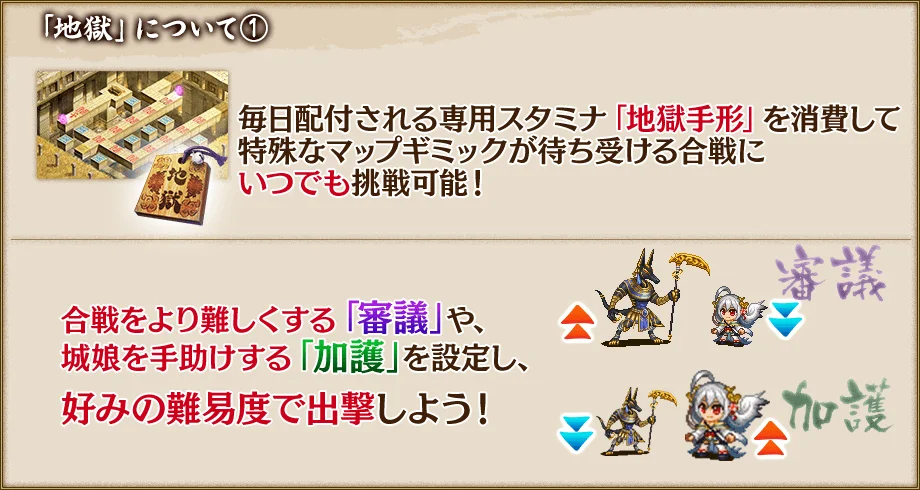 「地獄」について①
毎日配付される専用スタミナ「地獄手形」を消費して
特殊なマップギミックが待ち受ける合戦に
いつでも挑戦可能！
地獄
合戦をより難しくする「審議」や、
城娘を手助けする「加護」を設定し、
好みの難易度で出撃しよう！
審議
加護